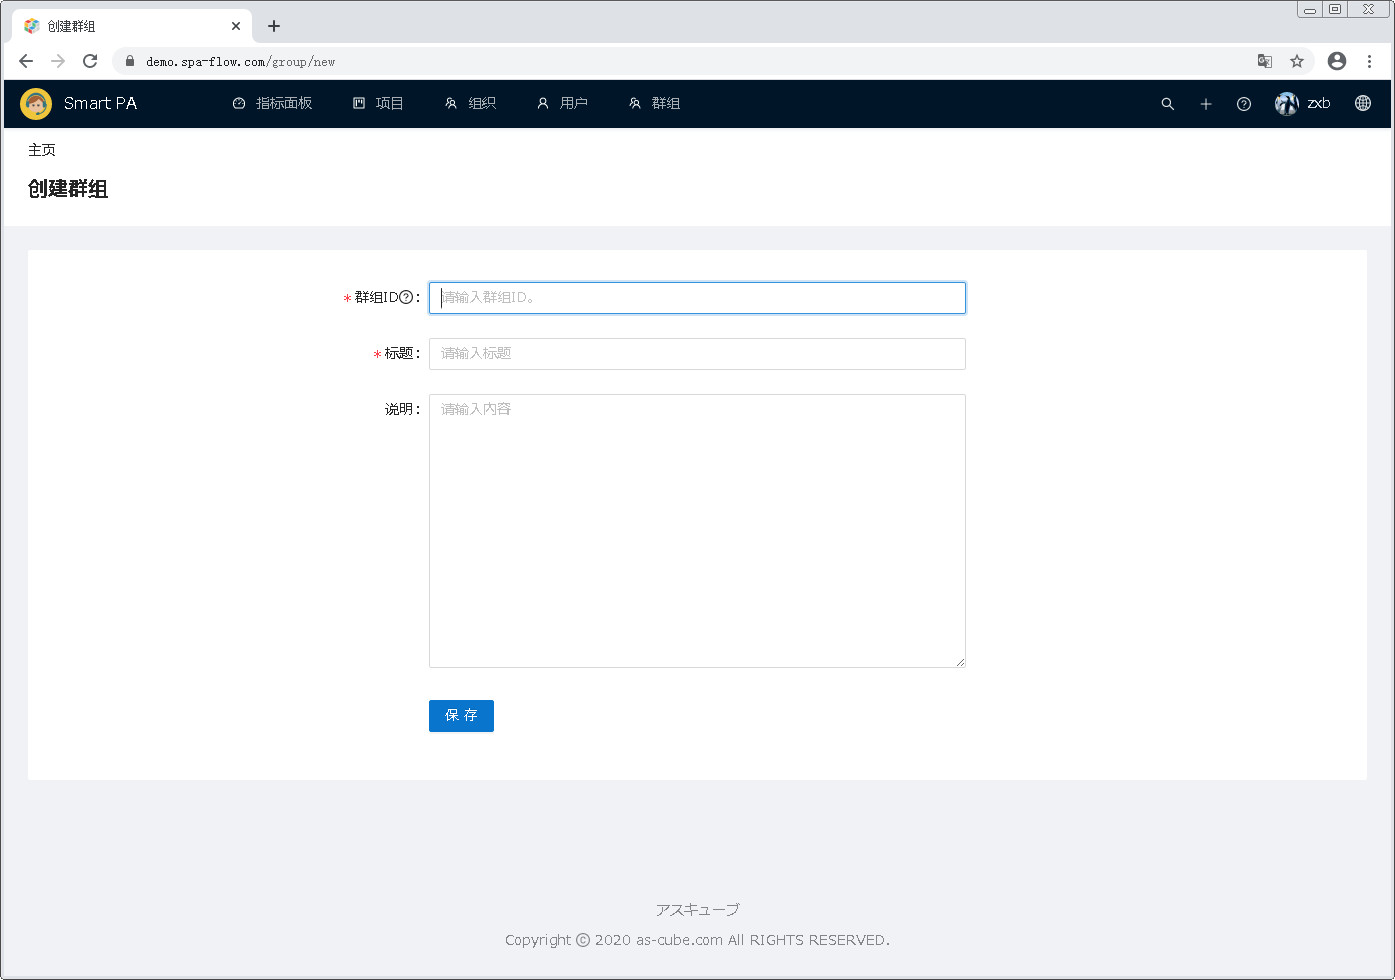 创建群组
demo.spa-flow.com/group/new
Smart PA 指标面板 项目 组织 用户 群组 zxb
主页
创建群组
* 群组ID : 请输入群组ID。
* 标题 : 请输入标题
说明 : 请输入内容
保 存
アスキューブ
Copyright © 2020 as-cube.com All RIGHTS RESERVED.